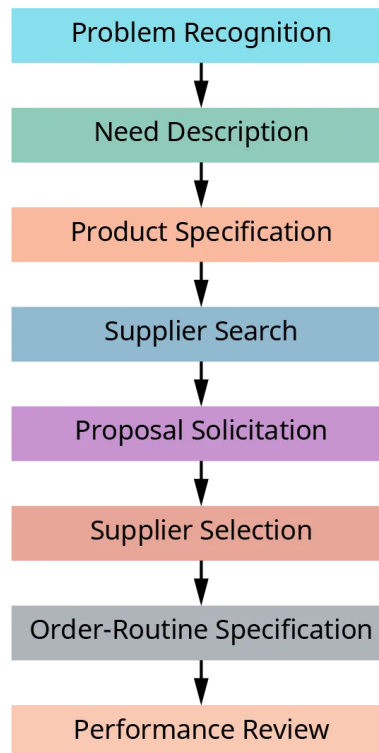 Problem Recognition
Need Description
Product Specification
Supplier Search
Proposal Solicitation
Supplier Selection
Order-Routine Specification
Performance Review